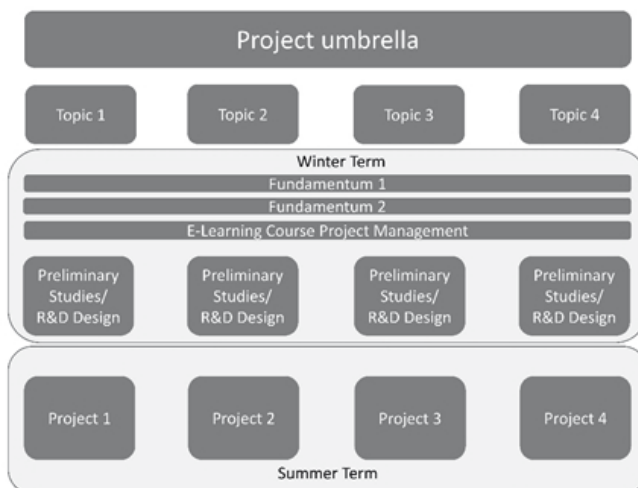 Project umbrella
Topic 1
Topic 2
Topic 3
Topic 4
Winter Term
Fundamentum 1
Fundamentum 2
E-Learning Course Project Management
Preliminary
Studies/
R&D Design
Preliminary
Studies/
R&D Design
Preliminary
Studies/
R&D Design
Preliminary
Studies/
R&D Design
Project 1
Project 2
Project 3
Project 4
Summer Term